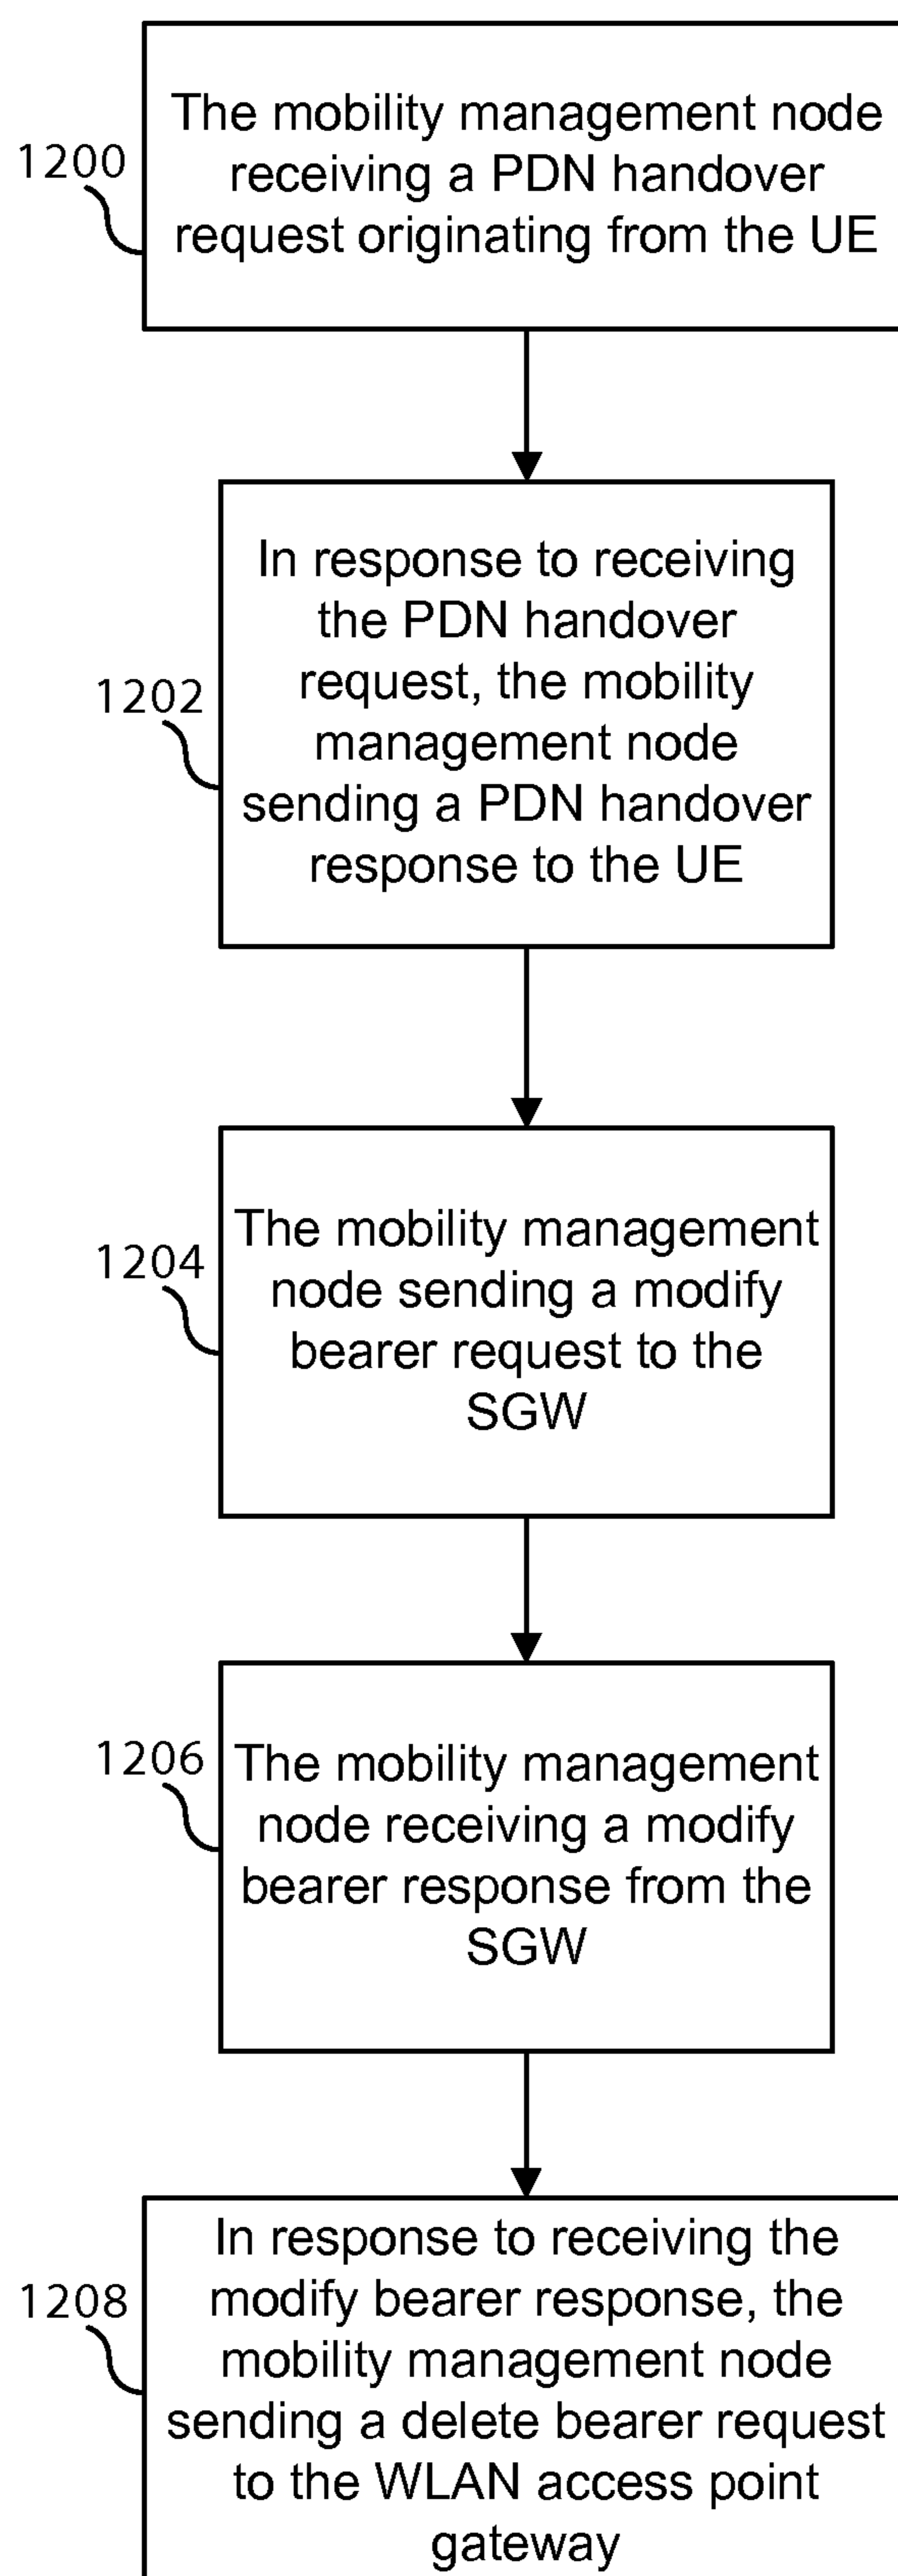 1200
The mobility management node
receiving a PDN handover
request originating from the UE
1202
In response to receiving
the PDN handover
request, the mobility
management node
sending a PDN handover
response to the UE
1204
The mobility management
node sending a modify
bearer request to the
SGW
1206
The mobility management
node receiving a modify
bearer response from the
SGW
1208
In response to receiving the
modify bearer response, the
mobility management node
sending a delete bearer request
to the WLAN access point
gateway